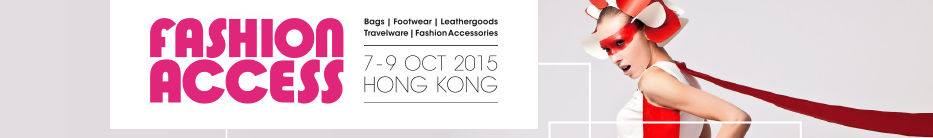 FASHION
ACCESS
Bags | Footwear | Leathergoods
Travelware | Fashion Accessories
7-9 OCT 2015
HONG KONG